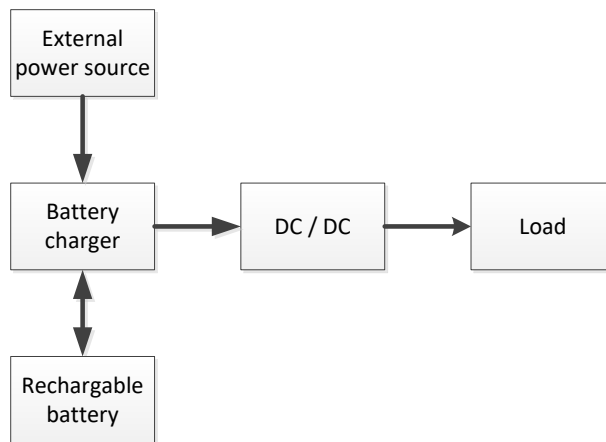 External
power source
Battery
charger
DC / DC
Load
Rechargable
battery